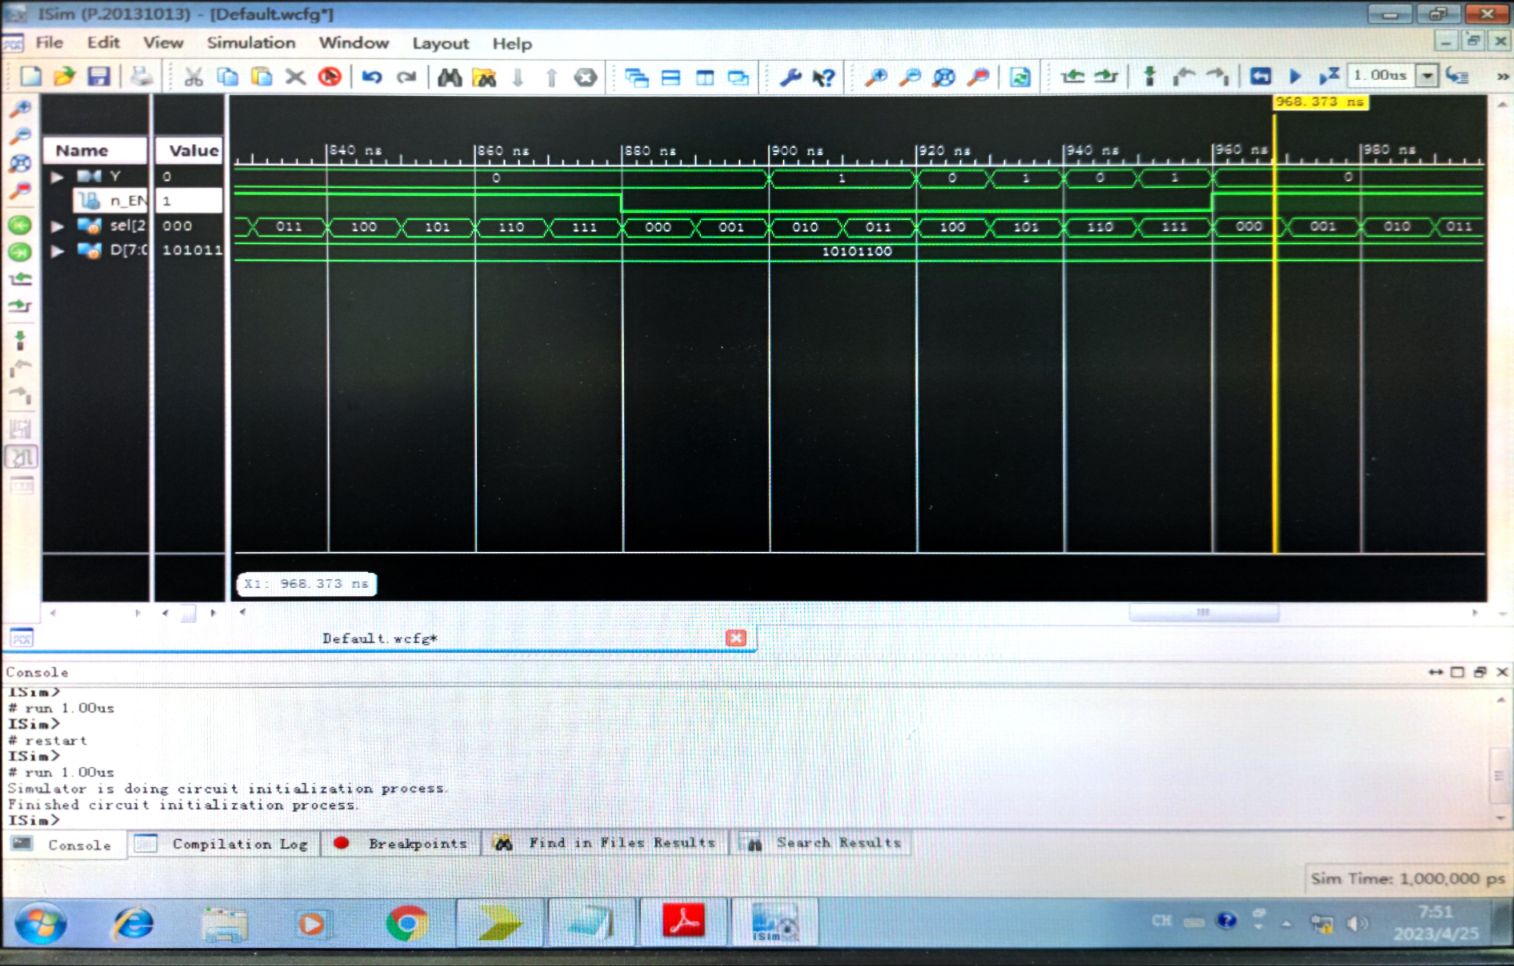 ISim (P.20131013) - [Default.wcfg*]
File Edit View Simulation Window Layout Help
1.00us
968.373 ns
Name Value
840 ns 860 ns 880 ns 900 ns 920 ns 940 ns 960 ns 980 ns
Y 0 0 1 0 1 0 1 0
n_EN 1
sel[2 000 011 100 101 110 111 000 001 010 011 100 101 110 111 000 001 010 011
D[7:0 101011 10101100
X1: 968.373 ns
Default.wcfg*
Console
ISim>
# run 1.00us
ISim>
# restart
ISim>
# run 1.00us
Simulator is doing circuit initialization process.
Finished circuit initialization process.
ISim>
Console Compilation Log Breakpoints Find in Files Results Search Results
Sim Time: 1,000,000 ps
ISim
CH
7:51
2023/4/25